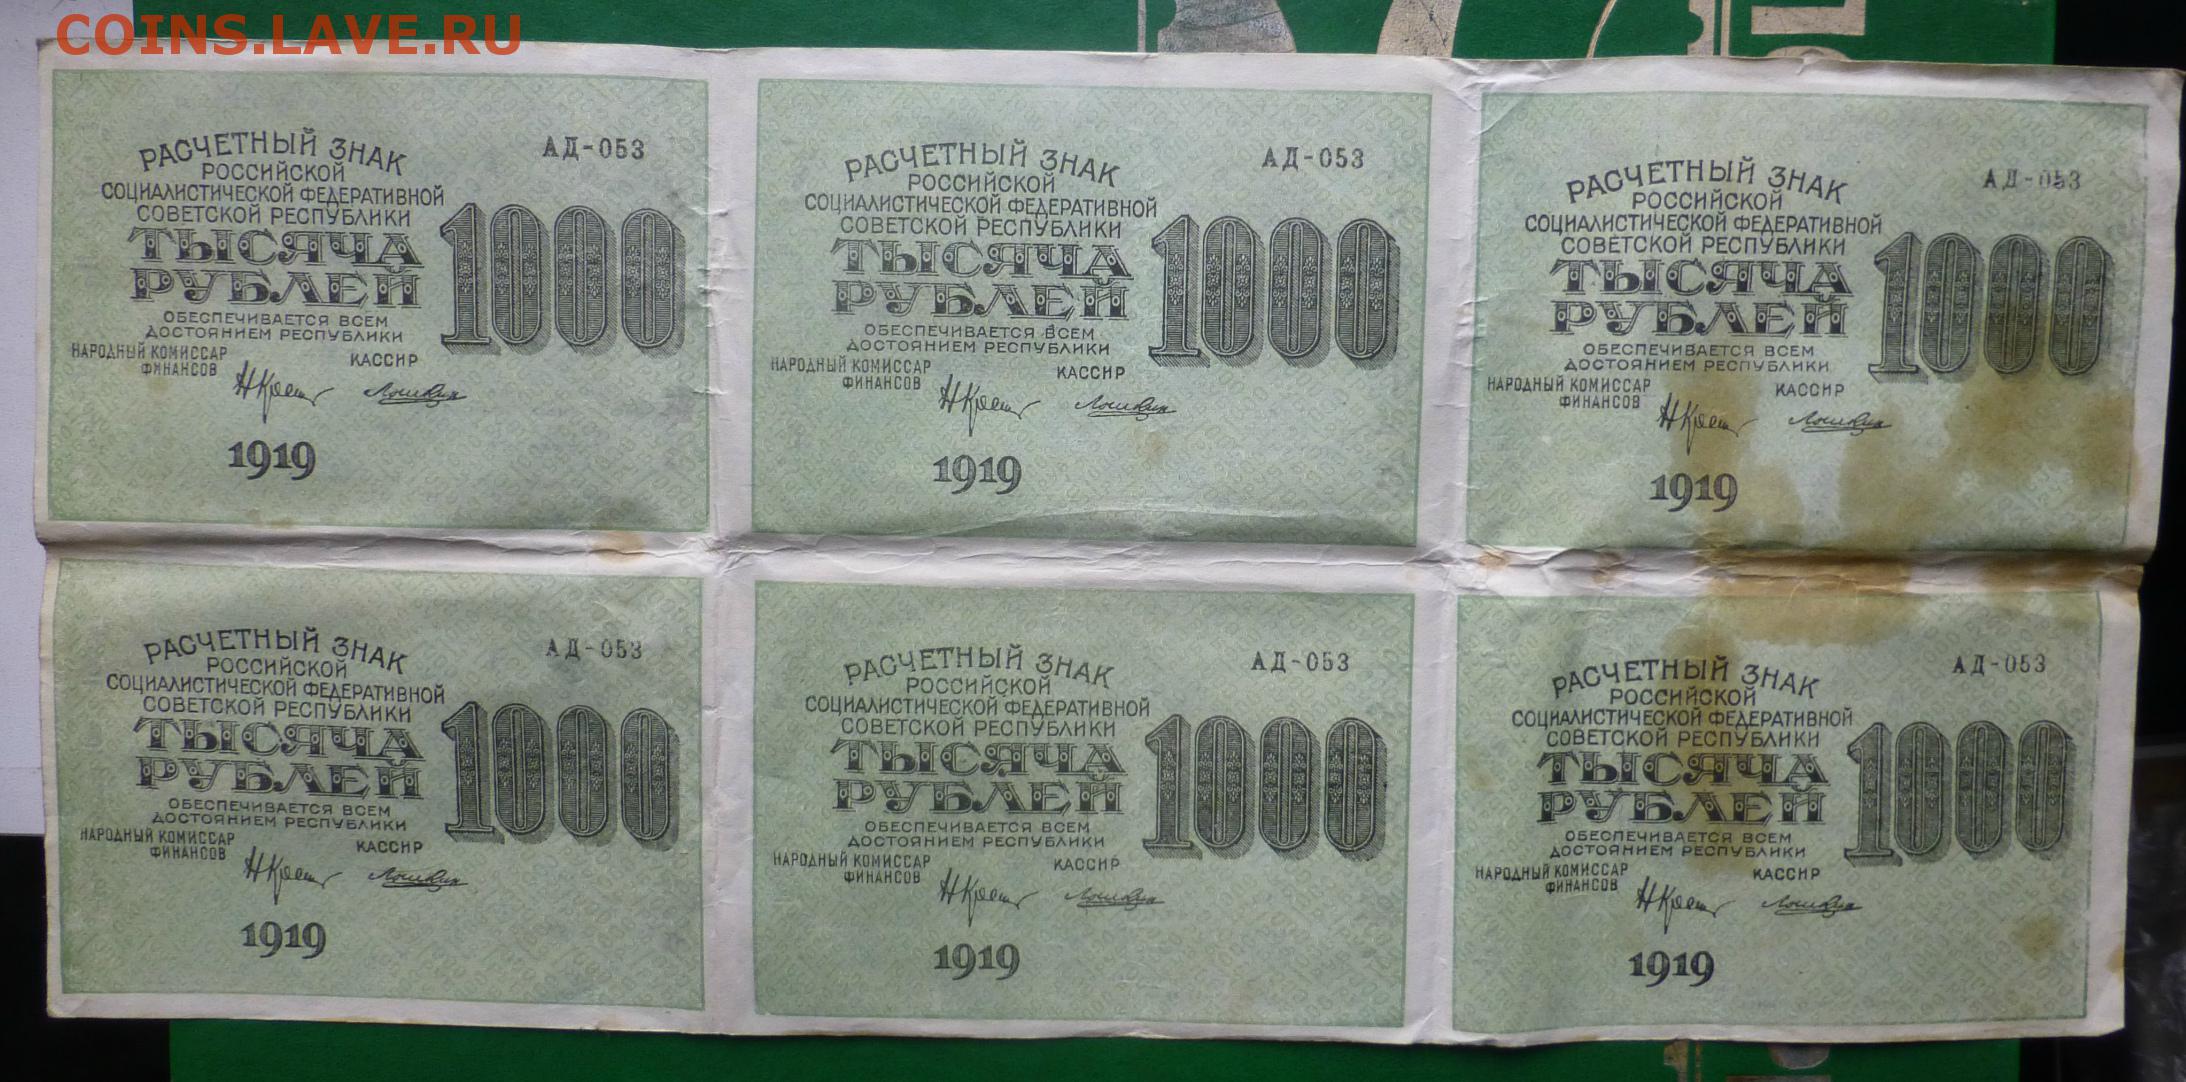 COINS.LAVE.RU
РАСЧЕТНЫЙ ЗНАК
АД-053
РОССИЙСКОЙ
СОЦИАЛИСТИЧЕСКОЙ ФЕДЕРАТИВНОЙ
СОВЕТСКОЙ РЕСПУБЛИКИ
ТЫСЯЧА
РУБЛЕЙ
1000
ОБЕСПЕЧИВАЕТСЯ ВСЕМ
ДОСТОЯНИЕМ РЕСПУБЛИКИ
НАРОДНЫЙ КОМИССАР
ФИНАНСОВ
КАССИР
1919
РАСЧЕТНЫЙ ЗНАК
АД-053
РОССИЙСКОЙ
СОЦИАЛИСТИЧЕСКОЙ ФЕДЕРАТИВНОЙ
СОВЕТСКОЙ РЕСПУБЛИКИ
ТЫСЯЧА
РУБЛЕЙ
1000
ОБЕСПЕЧИВАЕТСЯ ВСЕМ
ДОСТОЯНИЕМ РЕСПУБЛИКИ
НАРОДНЫЙ КОМИССАР
ФИНАНСОВ
КАССИР
1919
РАСЧЕТНЫЙ ЗНАК
АД-053
РОССИЙСКОЙ
СОЦИАЛИСТИЧЕСКОЙ ФЕДЕРАТИВНОЙ
СОВЕТСКОЙ РЕСПУБЛИКИ
ТЫСЯЧА
РУБЛЕЙ
1000
ОБЕСПЕЧИВАЕТСЯ ВСЕМ
ДОСТОЯНИЕМ РЕСПУБЛИКИ
НАРОДНЫЙ КОМИССАР
ФИНАНСОВ
КАССИР
1919
РАСЧЕТНЫЙ ЗНАК
АД-053
РОССИЙСКОЙ
СОЦИАЛИСТИЧЕСКОЙ ФЕДЕРАТИВНОЙ
СОВЕТСКОЙ РЕСПУБЛИКИ
ТЫСЯЧА
РУБЛЕЙ
1000
ОБЕСПЕЧИВАЕТСЯ ВСЕМ
ДОСТОЯНИЕМ РЕСПУБЛИКИ
НАРОДНЫЙ КОМИССАР
ФИНАНСОВ
КАССИР
1919
РАСЧЕТНЫЙ ЗНАК
АД-053
РОССИЙСКОЙ
СОЦИАЛИСТИЧЕСКОЙ ФЕДЕРАТИВНОЙ
СОВЕТСКОЙ РЕСПУБЛИКИ
ТЫСЯЧА
РУБЛЕЙ
1000
ОБЕСПЕЧИВАЕТСЯ ВСЕМ
ДОСТОЯНИЕМ РЕСПУБЛИКИ
НАРОДНЫЙ КОМИССАР
ФИНАНСОВ
КАССИР
1919
РАСЧЕТНЫЙ ЗНАК
АД-053
РОССИЙСКОЙ
СОЦИАЛИСТИЧЕСКОЙ ФЕДЕРАТИВНОЙ
СОВЕТСКОЙ РЕСПУБЛИКИ
ТЫСЯЧА
РУБЛЕЙ
1000
ОБЕСПЕЧИВАЕТСЯ ВСЕМ
ДОСТОЯНИЕМ РЕСПУБЛИКИ
НАРОДНЫЙ КОМИССАР
ФИНАНСОВ
КАССИР
1919